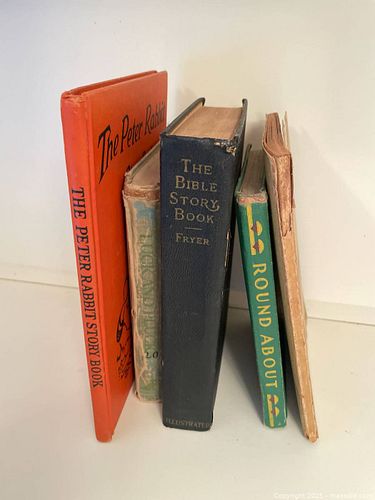 The Peter Rabbit
THE PETER RABBIT STORY BOOK
THE
BIBLE
STORY
BOOK
FRYER
ILLUSTRATED
ROUND ABOUT